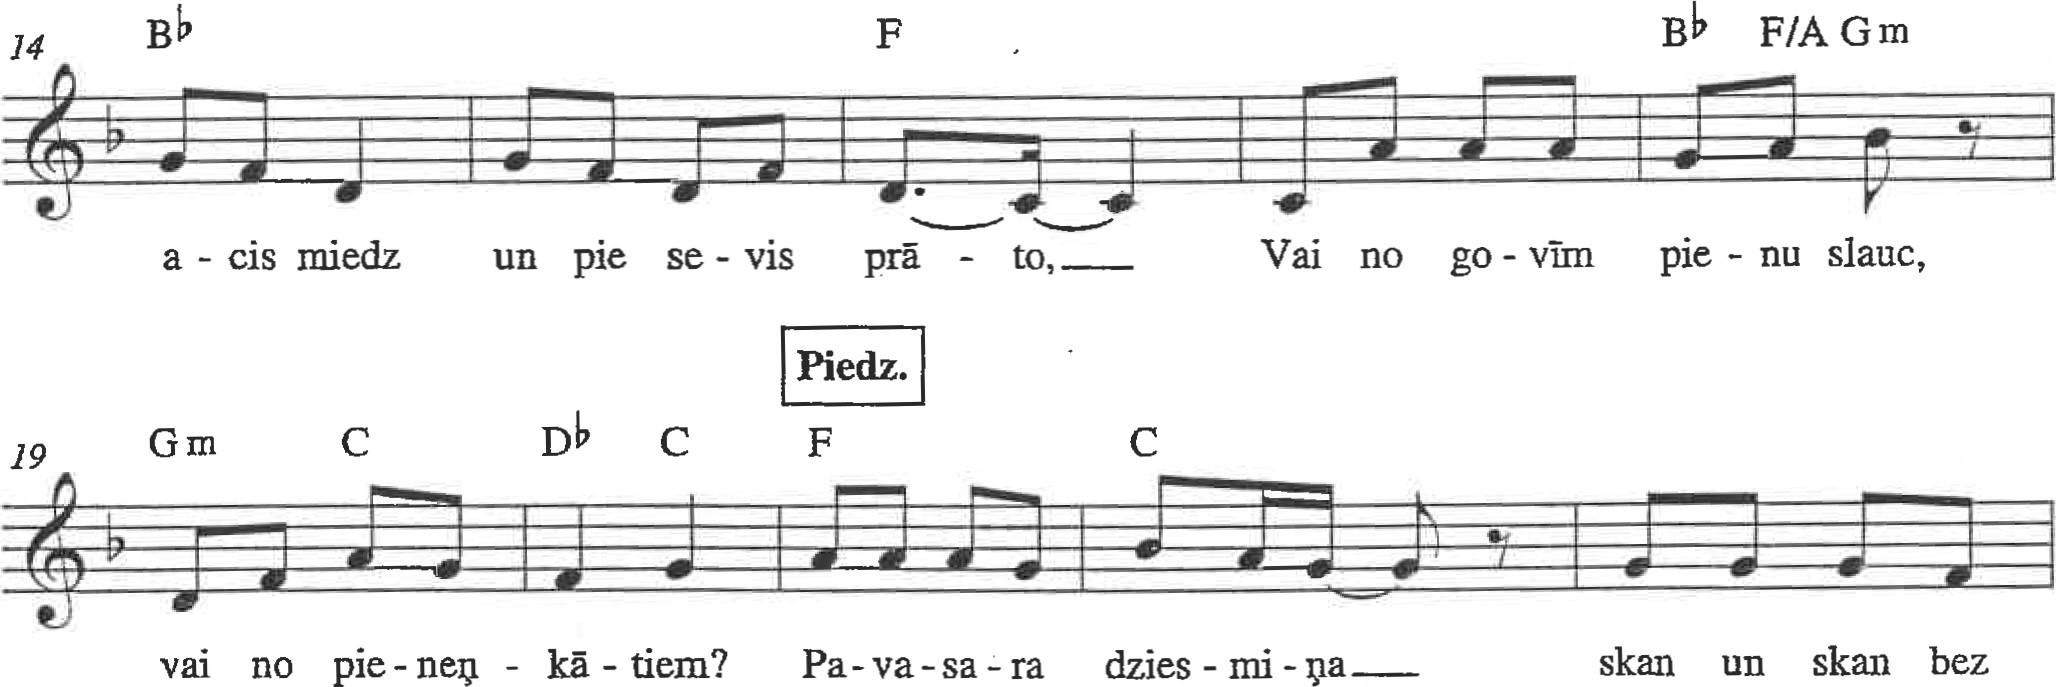 14 B♭ F B♭ F/A Gm
a - cis miedz un pie se - vis prā - to, Vai no go - vīm pie - nu slauc,
Piedz.
19 Gm C D♭ C F C
vai no pie - neņ - kā - tiem? Pa - va - sa - ra dzies - mi - ņa skan un skan bez